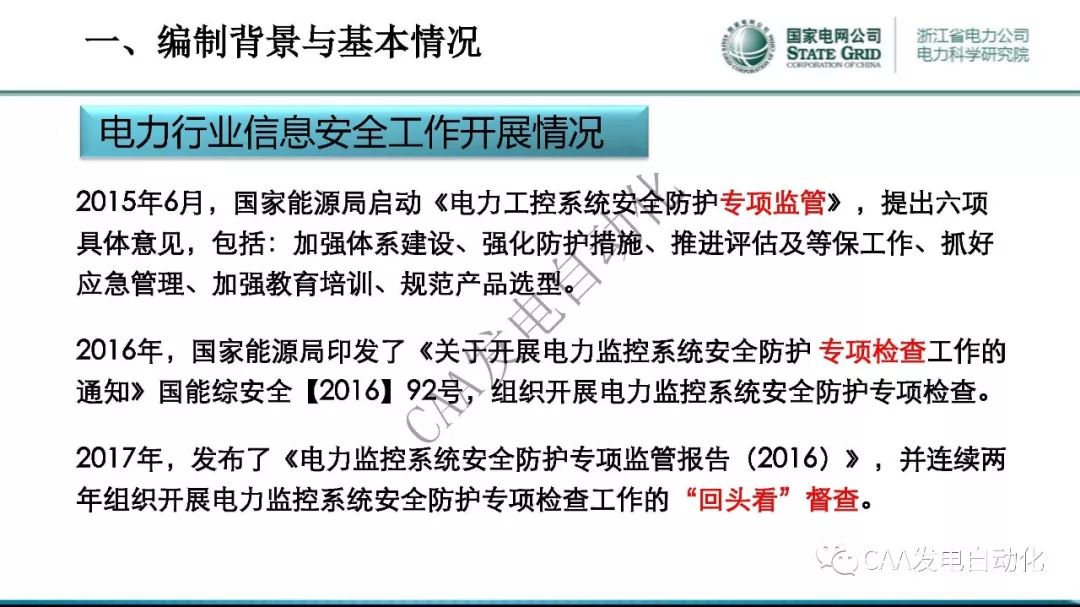 一、编制背景与基本情况
国家电网公司
STATE GRID
CORPORATION OF CHINA
浙江省电力公司
电力科学研究院
电力行业信息安全工作开展情况
2015年6月，国家能源局启动《电力工控系统安全防护专项监管》，提出六项
具体意见，包括：加强体系建设、强化防护措施、推进评估及等保工作、抓好
应急管理、加强教育培训、规范产品选型。
2016年，国家能源局印发了《关于开展电力监控系统安全防护 专项检查工作的
通知》国能综安全【2016】92号，组织开展电力监控系统安全防护专项检查。
2017年，发布了《电力监控系统安全防护专项监管报告（2016）》，并连续两
年组织开展电力监控系统安全防护专项检查工作的“回头看”督查。
CAA发电自动化
CAA发电自动化